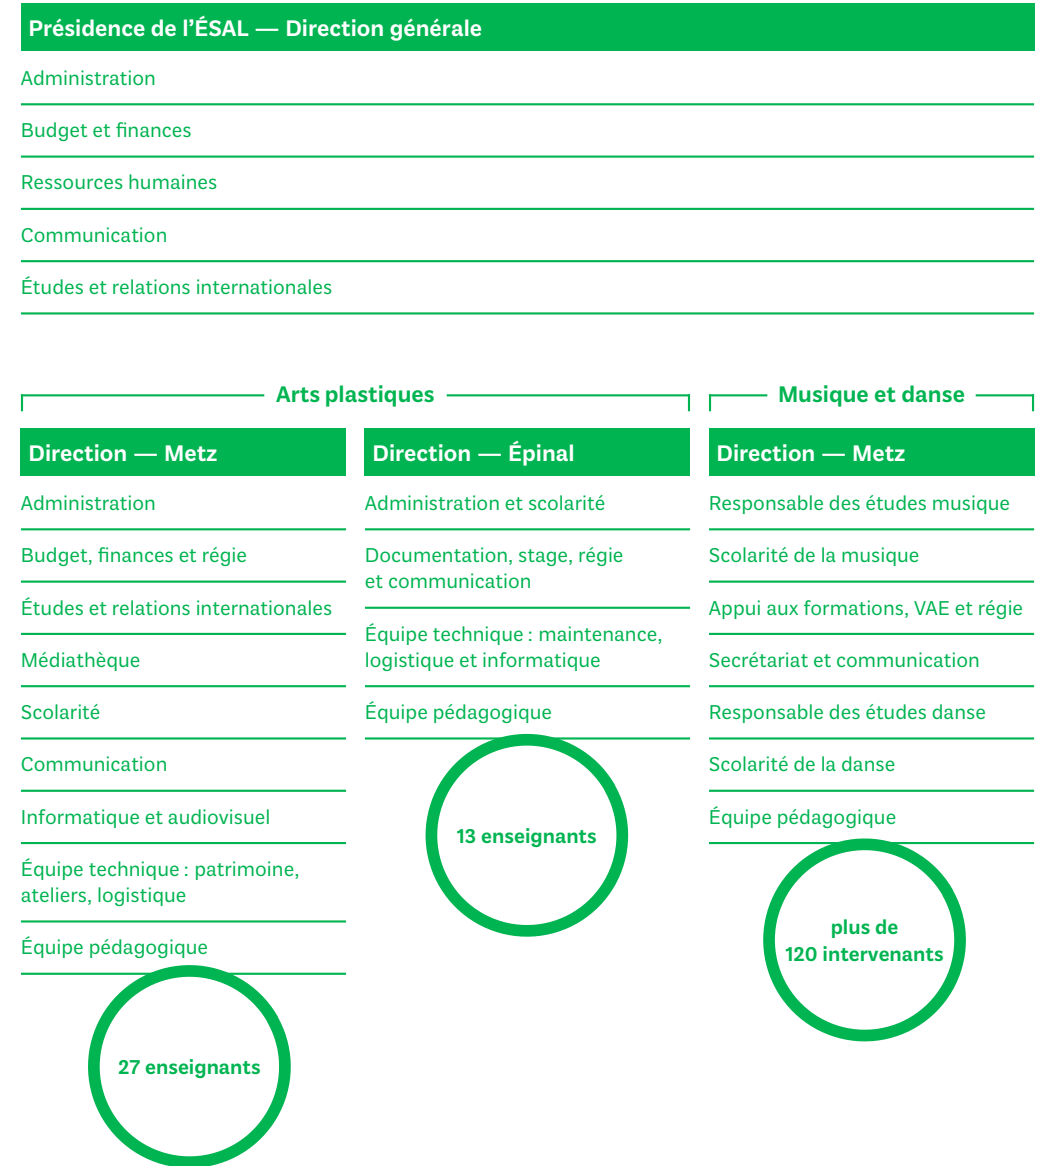 Présidence de l’ÉSAL — Direction générale
Administration
Budget et finances
Ressources humaines
Communication
Études et relations internationales
Arts plastiques
Direction — Metz
Administration
Budget, finances et régie
Études et relations internationales
Médiathèque
Scolarité
Communication
Informatique et audiovisuel
Équipe technique : patrimoine,
ateliers, logistique
Équipe pédagogique
27 enseignants
Direction — Épinal
Administration et scolarité
Documentation, stage, régie
et communication
Équipe technique : maintenance,
logistique et informatique
Équipe pédagogique
13 enseignants
Musique et danse
Direction — Metz
Responsable des études musique
Scolarité de la musique
Appui aux formations, VAE et régie
Secrétariat et communication
Responsable des études danse
Scolarité de la danse
Équipe pédagogique
plus de
120 intervenants